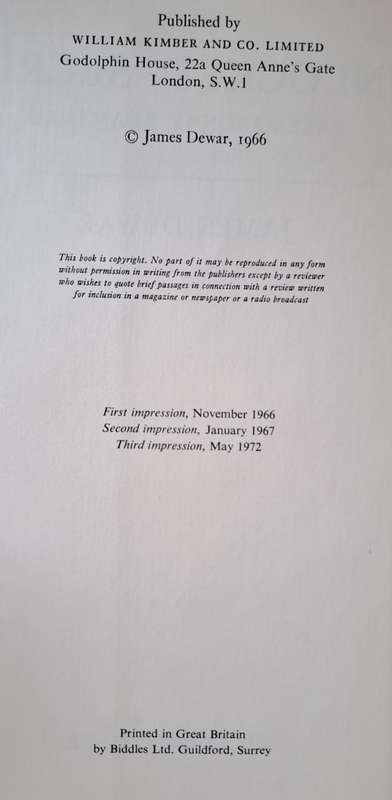 Published by
WILLIAM KIMBER AND CO. LIMITED
Godolphin House, 22a Queen Anne's Gate
London, S.W.1
© James Dewar, 1966
This book is copyright. No part of it may be reproduced in any form
without permission in writing from the publishers except by a reviewer
who wishes to quote brief passages in connection with a review written
for inclusion in a magazine or newspaper or a radio broadcast
First impression, November 1966
Second impression, January 1967
Third impression, May 1972
Printed in Great Britain
by Biddles Ltd. Guildford, Surrey